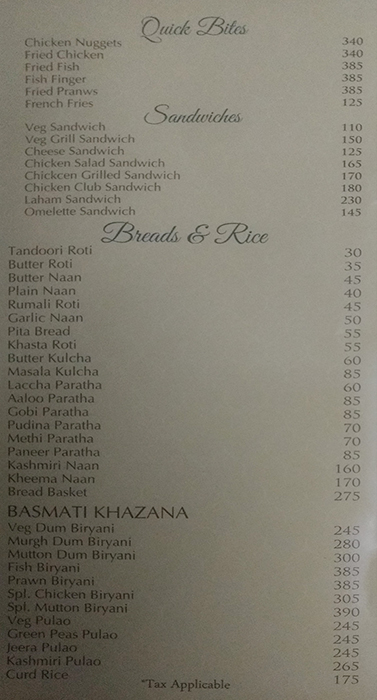 Quick Bites
Chicken Nuggets 340
Fried Chicken 340
Fried Fish 385
Fish Finger 385
Fried Pranws 385
French Fries 125
Sandwiches
Veg Sandwich 110
Veg Grill Sandwich 150
Cheese Sandwich 125
Chicken Salad Sandwich 165
Chickcen Grilled Sandwich 170
Chicken Club Sandwich 180
Laham Sandwich 230
Omelette Sandwich 145
Breads & Rice
Tandoori Roti 30
Butter Roti 35
Butter Naan 45
Plain Naan 40
Rumali Roti 45
Garlic Naan 50
Pita Bread 55
Khasta Roti 55
Butter Kulcha 60
Masala Kulcha 85
Laccha Paratha 60
Aaloo Paratha 85
Gobi Paratha 85
Pudina Paratha 70
Methi Paratha 70
Paneer Paratha 85
Kashmiri Naan 160
Kheema Naan 170
Bread Basket 275
BASMATI KHAZANA
Veg Dum Biryani 245
Murgh Dum Biryani 280
Mutton Dum Biryani 300
Fish Biryani 385
Prawn Biryani 385
Spl. Chicken Biryani 305
Spl. Mutton Biryani 390
Veg Pulao 245
Green Peas Pulao 245
Jeera Pulao 245
Kashmiri Pulao 265
Curd Rice 175
*Tax Applicable